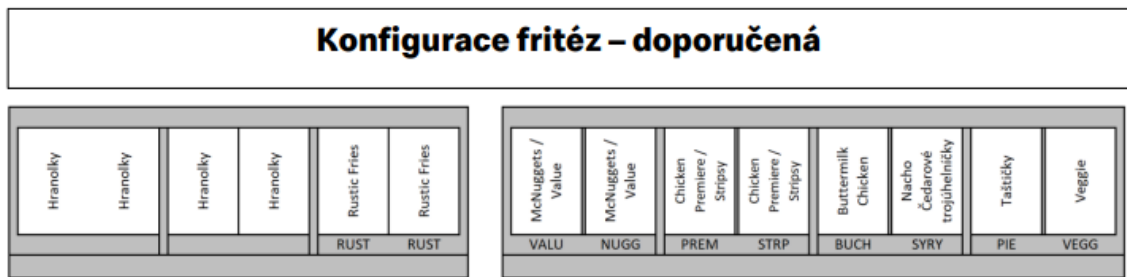 Konfigurace fritéz – doporučená
Hranolky
Hranolky
Hranolky
Hranolky
Rustic Fries
Rustic Fries
RUST
RUST
McNuggets /
Value
McNuggets /
Value
Chicken
Premiere /
Stripsy
Chicken
Premiere /
Stripsy
Buttermilk
Chicken
Nacho
Čedarové
trojúhelníčky
Taštičky
Veggie
VALU
NUGG
PREM
STRP
BUCH
SYRY
PIE
VEGG